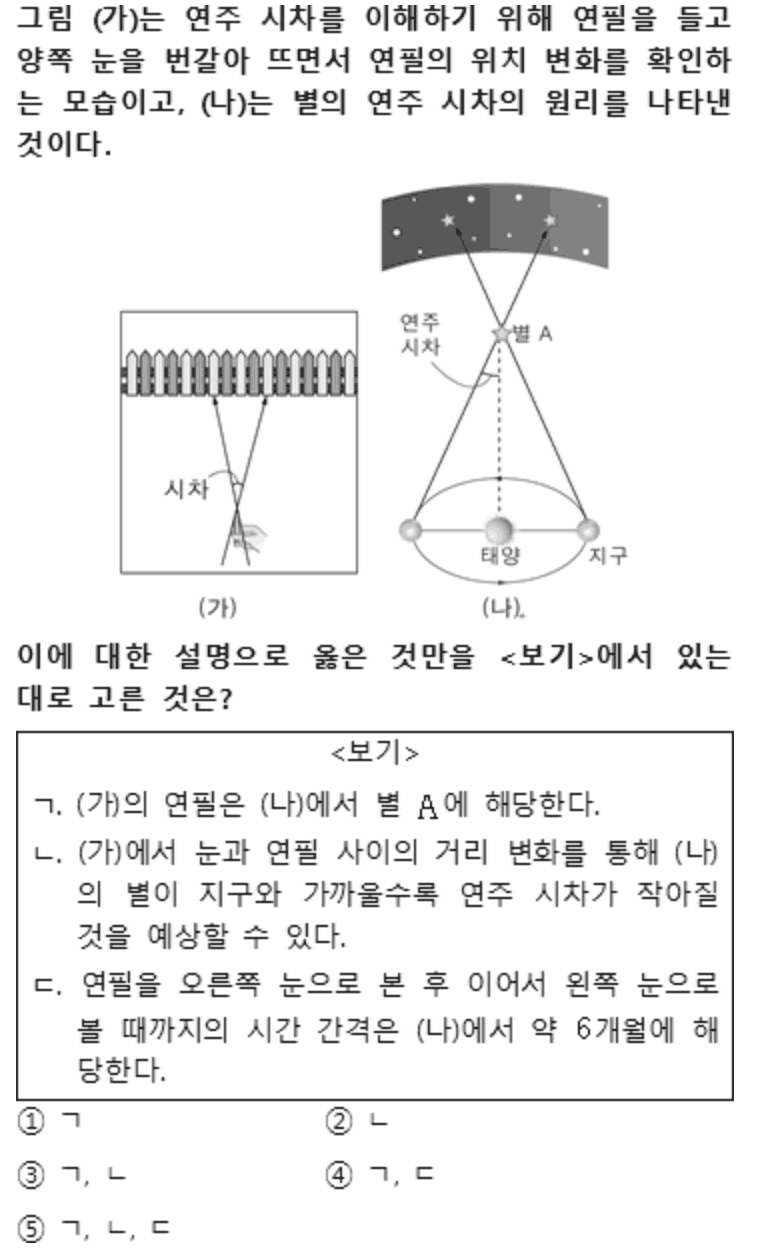 그림 (가)는 연주 시차를 이해하기 위해 연필을 들고
양쪽 눈을 번갈아 뜨면서 연필의 위치 변화를 확인하
는 모습이고, (나)는 별의 연주 시차의 원리를 나타낸
것이다.
연주
시차
별 A
시차
태양
지구
(가)
(나).
이에 대한 설명으로 옳은 것만을 <보기>에서 있는
대로 고른 것은?
<보기>
ㄱ. (가)의 연필은 (나)에서 별 A에 해당한다.
ㄴ. (가)에서 눈과 연필 사이의 거리 변화를 통해 (나)
의 별이 지구와 가까울수록 연주 시차가 작아질
것을 예상할 수 있다.
ㄷ. 연필을 오른쪽 눈으로 본 후 이어서 왼쪽 눈으로
볼 때까지의 시간 간격은 (나)에서 약 6개월에 해
당한다.
① ㄱ ② ㄴ
③ ㄱ, ㄴ ④ ㄱ, ㄷ
⑤ ㄱ, ㄴ, ㄷ